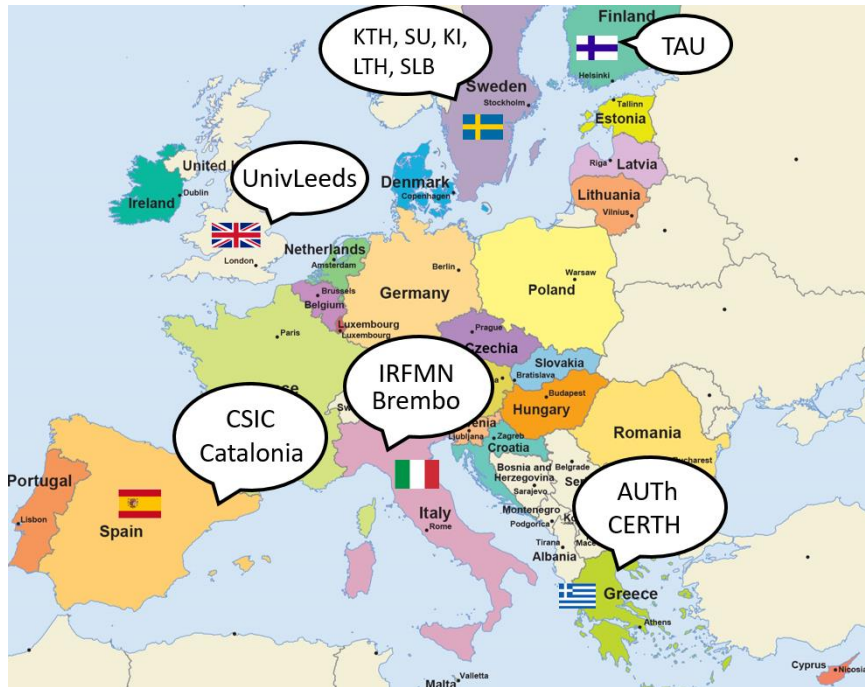 KTH, SU, KI,
LTH, SLB
Finland
TAU
Helsinki
Sweden
Stockholm
Tallinn
Estonia
United
UnivLeeds
Ireland
Dublin
London
Denmark
Copenhagen
Riga
Latvia
Lithuania
Vilnius
Netherlands
Amsterdam
Brussels
Belgium
Berlin
Germany
Warsaw
Poland
Luxembourg
Luxembourg
Paris
Prague
Czechia
Slovakia
Bratislava
IRFMN
Brembo
Budapest
Hungary
CSIC
Catalonia
Ljubljana
Zagreb
Croatia
Romania
Bosnia and
Herzegovina
Sarajevo
Belgrade
Montenegro
Podgorica
AUTh
CERTH
Tirana
Albania
Portugal
Lisbon
Spain
Italy
Rome
Greece
Athens
Valletta
Malta
Cyprus
Nicosia